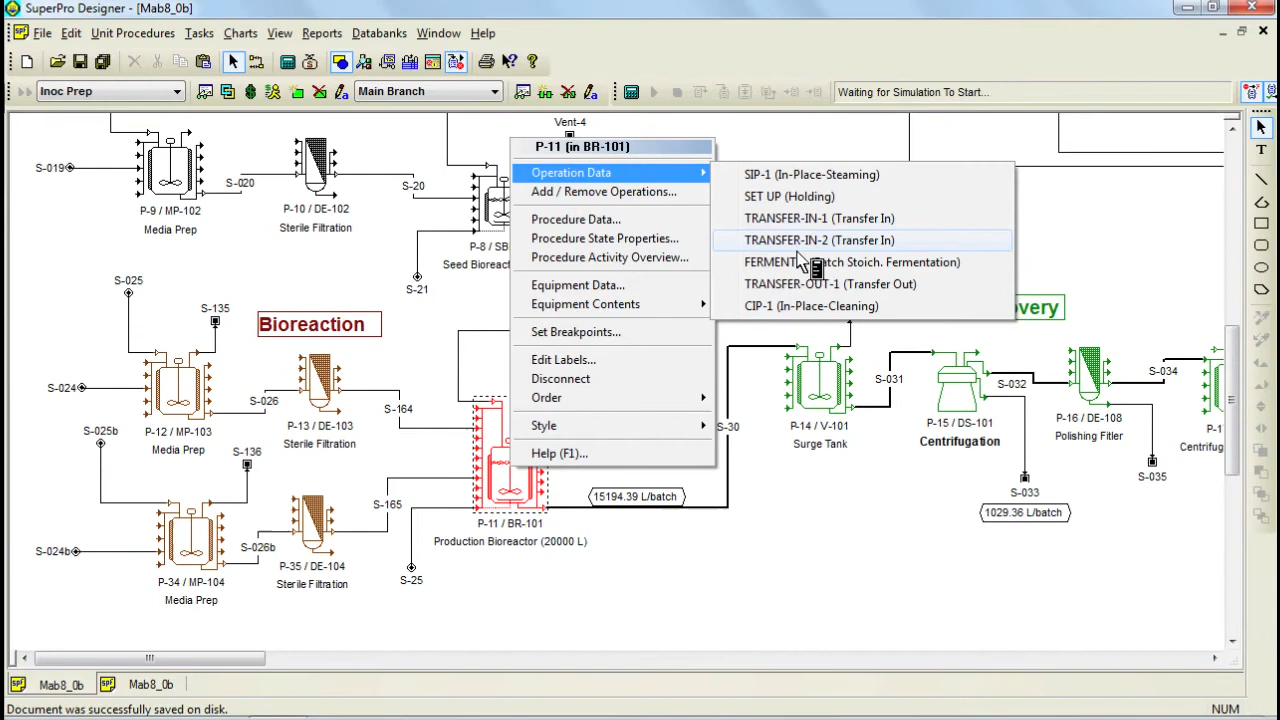 SuperPro Designer - [Mab8_0b]
File Edit Unit Procedures Tasks Charts View Reports Databanks Window Help
Inoc Prep
Main Branch
Waiting for Simulation To Start...
Vent-4
S-019
S-020
S-20
P-9 / MP-102
Media Prep
P-10 / DE-102
Sterile Filtration
P-8 / SB
Seed Bioreac
S-21
P-11 (in BR-101)
Operation Data
Add / Remove Operations...
Procedure Data...
Procedure State Properties...
Procedure Activity Overview...
Equipment Data...
Equipment Contents
Set Breakpoints...
Edit Labels...
Disconnect
Order
Style
Help (F1)...
SIP-1 (In-Place-Steaming)
SET UP (Holding)
TRANSFER-IN-1 (Transfer In)
TRANSFER-IN-2 (Transfer In)
FERMENT atch Stoich. Fermentation)
TRANSFER-OUT-1 (Transfer Out)
CIP-1 (In-Place-Cleaning)
S-025
S-135
Bioreaction
overy
S-024
S-026
S-164
P-12 / MP-103
Media Prep
P-13 / DE-103
Sterile Filtration
S-025b
S-136
S-024b
S-026b
S-165
P-34 / MP-104
Media Prep
P-35 / DE-104
Sterile Filtration
S-25
P-11 / BR-101
Production Bioreactor (20000 L)
15194.39 L/batch
S-30
P-14 / V-101
Surge Tank
S-031
S-032
P-15 / DS-101
Centrifugation
S-033
1029.36 L/batch
P-16 / DE-108
Polishing Fitler
S-034
S-035
P-1
Centrifug
Mab8_0b
Mab8_0b
Document was successfully saved on disk.
NUM